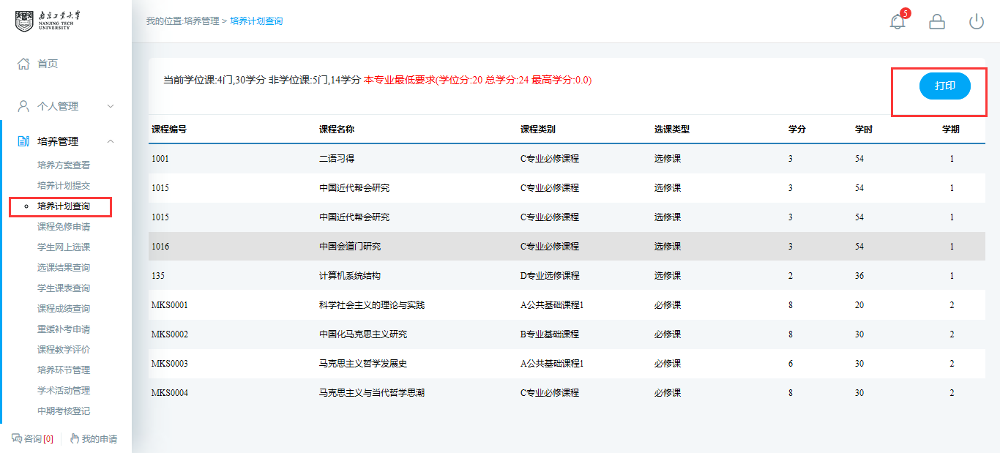 南京工业大学
NANJING TECH
UNIVERSITY
我的位置:培养管理 > 培养计划查询
5
首页
个人管理
培养管理
培养方案查看
培养计划提交
培养计划查询
课程免修申请
学生网上选课
选课结果查询
学生课表查询
课程成绩查询
重缓补考申请
课程教学评价
培养环节管理
学术活动管理
中期考核登记
咨询[0] 我的申请
当前学位课:4门,30学分 非学位课:5门,14学分 本专业最低要求(学位分:20 总学分:24 最高学分:0.0)
打印
课程编号 课程名称 课程类别 选课类型 学分 学时 学期
1001 二语习得 C专业必修课程 选修课 3 54 1
1015 中国近代帮会研究 C专业必修课程 选修课 3 54 1
1015 中国近代帮会研究 C专业必修课程 选修课 3 54 1
1016 中国会道门研究 C专业必修课程 选修课 3 54 1
135 计算机系统结构 D专业选修课程 选修课 2 36 1
MKS0001 科学社会主义的理论与实践 A公共基础课程1 必修课 8 20 2
MKS0002 中国化马克思主义研究 B专业基础课程 必修课 8 30 2
MKS0003 马克思主义哲学发展史 A公共基础课程1 必修课 6 30 2
MKS0004 马克思主义与当代哲学思潮 C专业必修课程 必修课 8 30 2